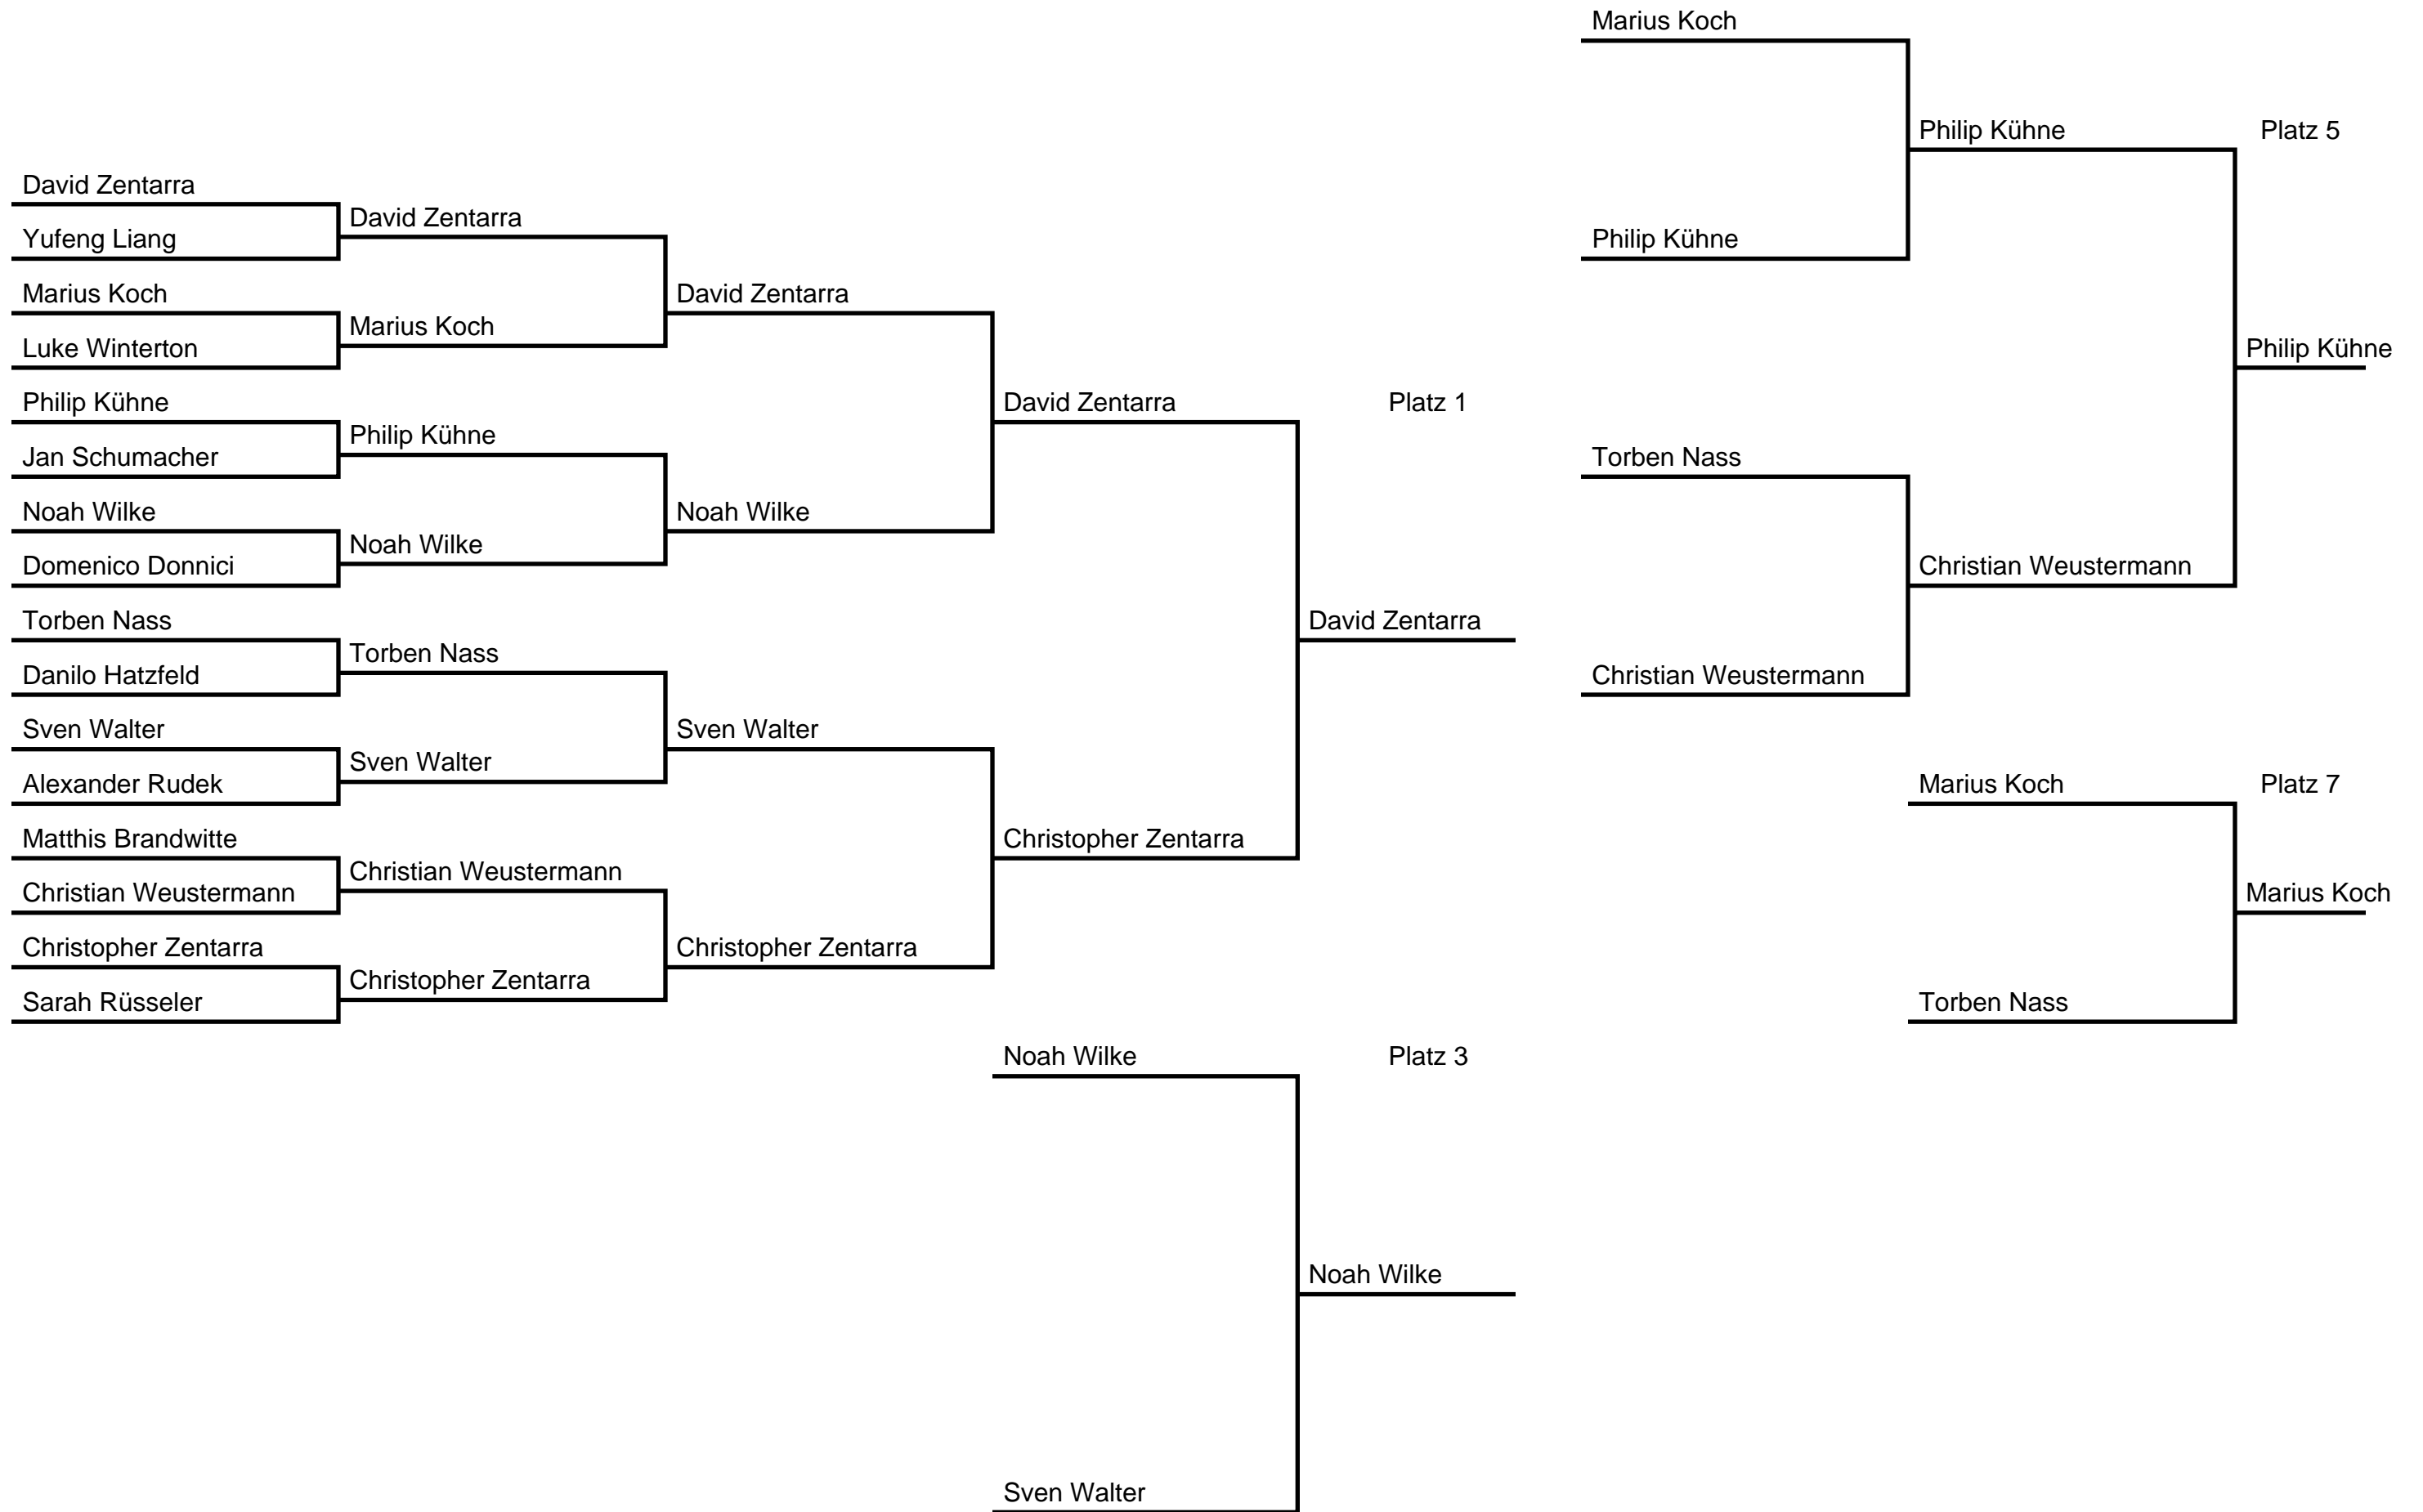 David Zentarra
Yufeng Liang
Marius Koch
Luke Winterton
Philip Kühne
Jan Schumacher
Noah Wilke
Domenico Donnici
Torben Nass
Danilo Hatzfeld
Sven Walter
Alexander Rudek
Matthis Brandwitte
Christian Weustermann
Christopher Zentarra
Sarah Rüsseler
David Zentarra
Marius Koch
Philip Kühne
Noah Wilke
Torben Nass
Sven Walter
Christian Weustermann
Christopher Zentarra
David Zentarra
Noah Wilke
Sven Walter
Christopher Zentarra
David Zentarra
Christopher Zentarra
Platz 1
David Zentarra
Noah Wilke
Sven Walter
Platz 3
Noah Wilke
Marius Koch
Philip Kühne
Torben Nass
Christian Weustermann
Philip Kühne
Christian Weustermann
Platz 5
Philip Kühne
Marius Koch
Torben Nass
Platz 7
Marius Koch